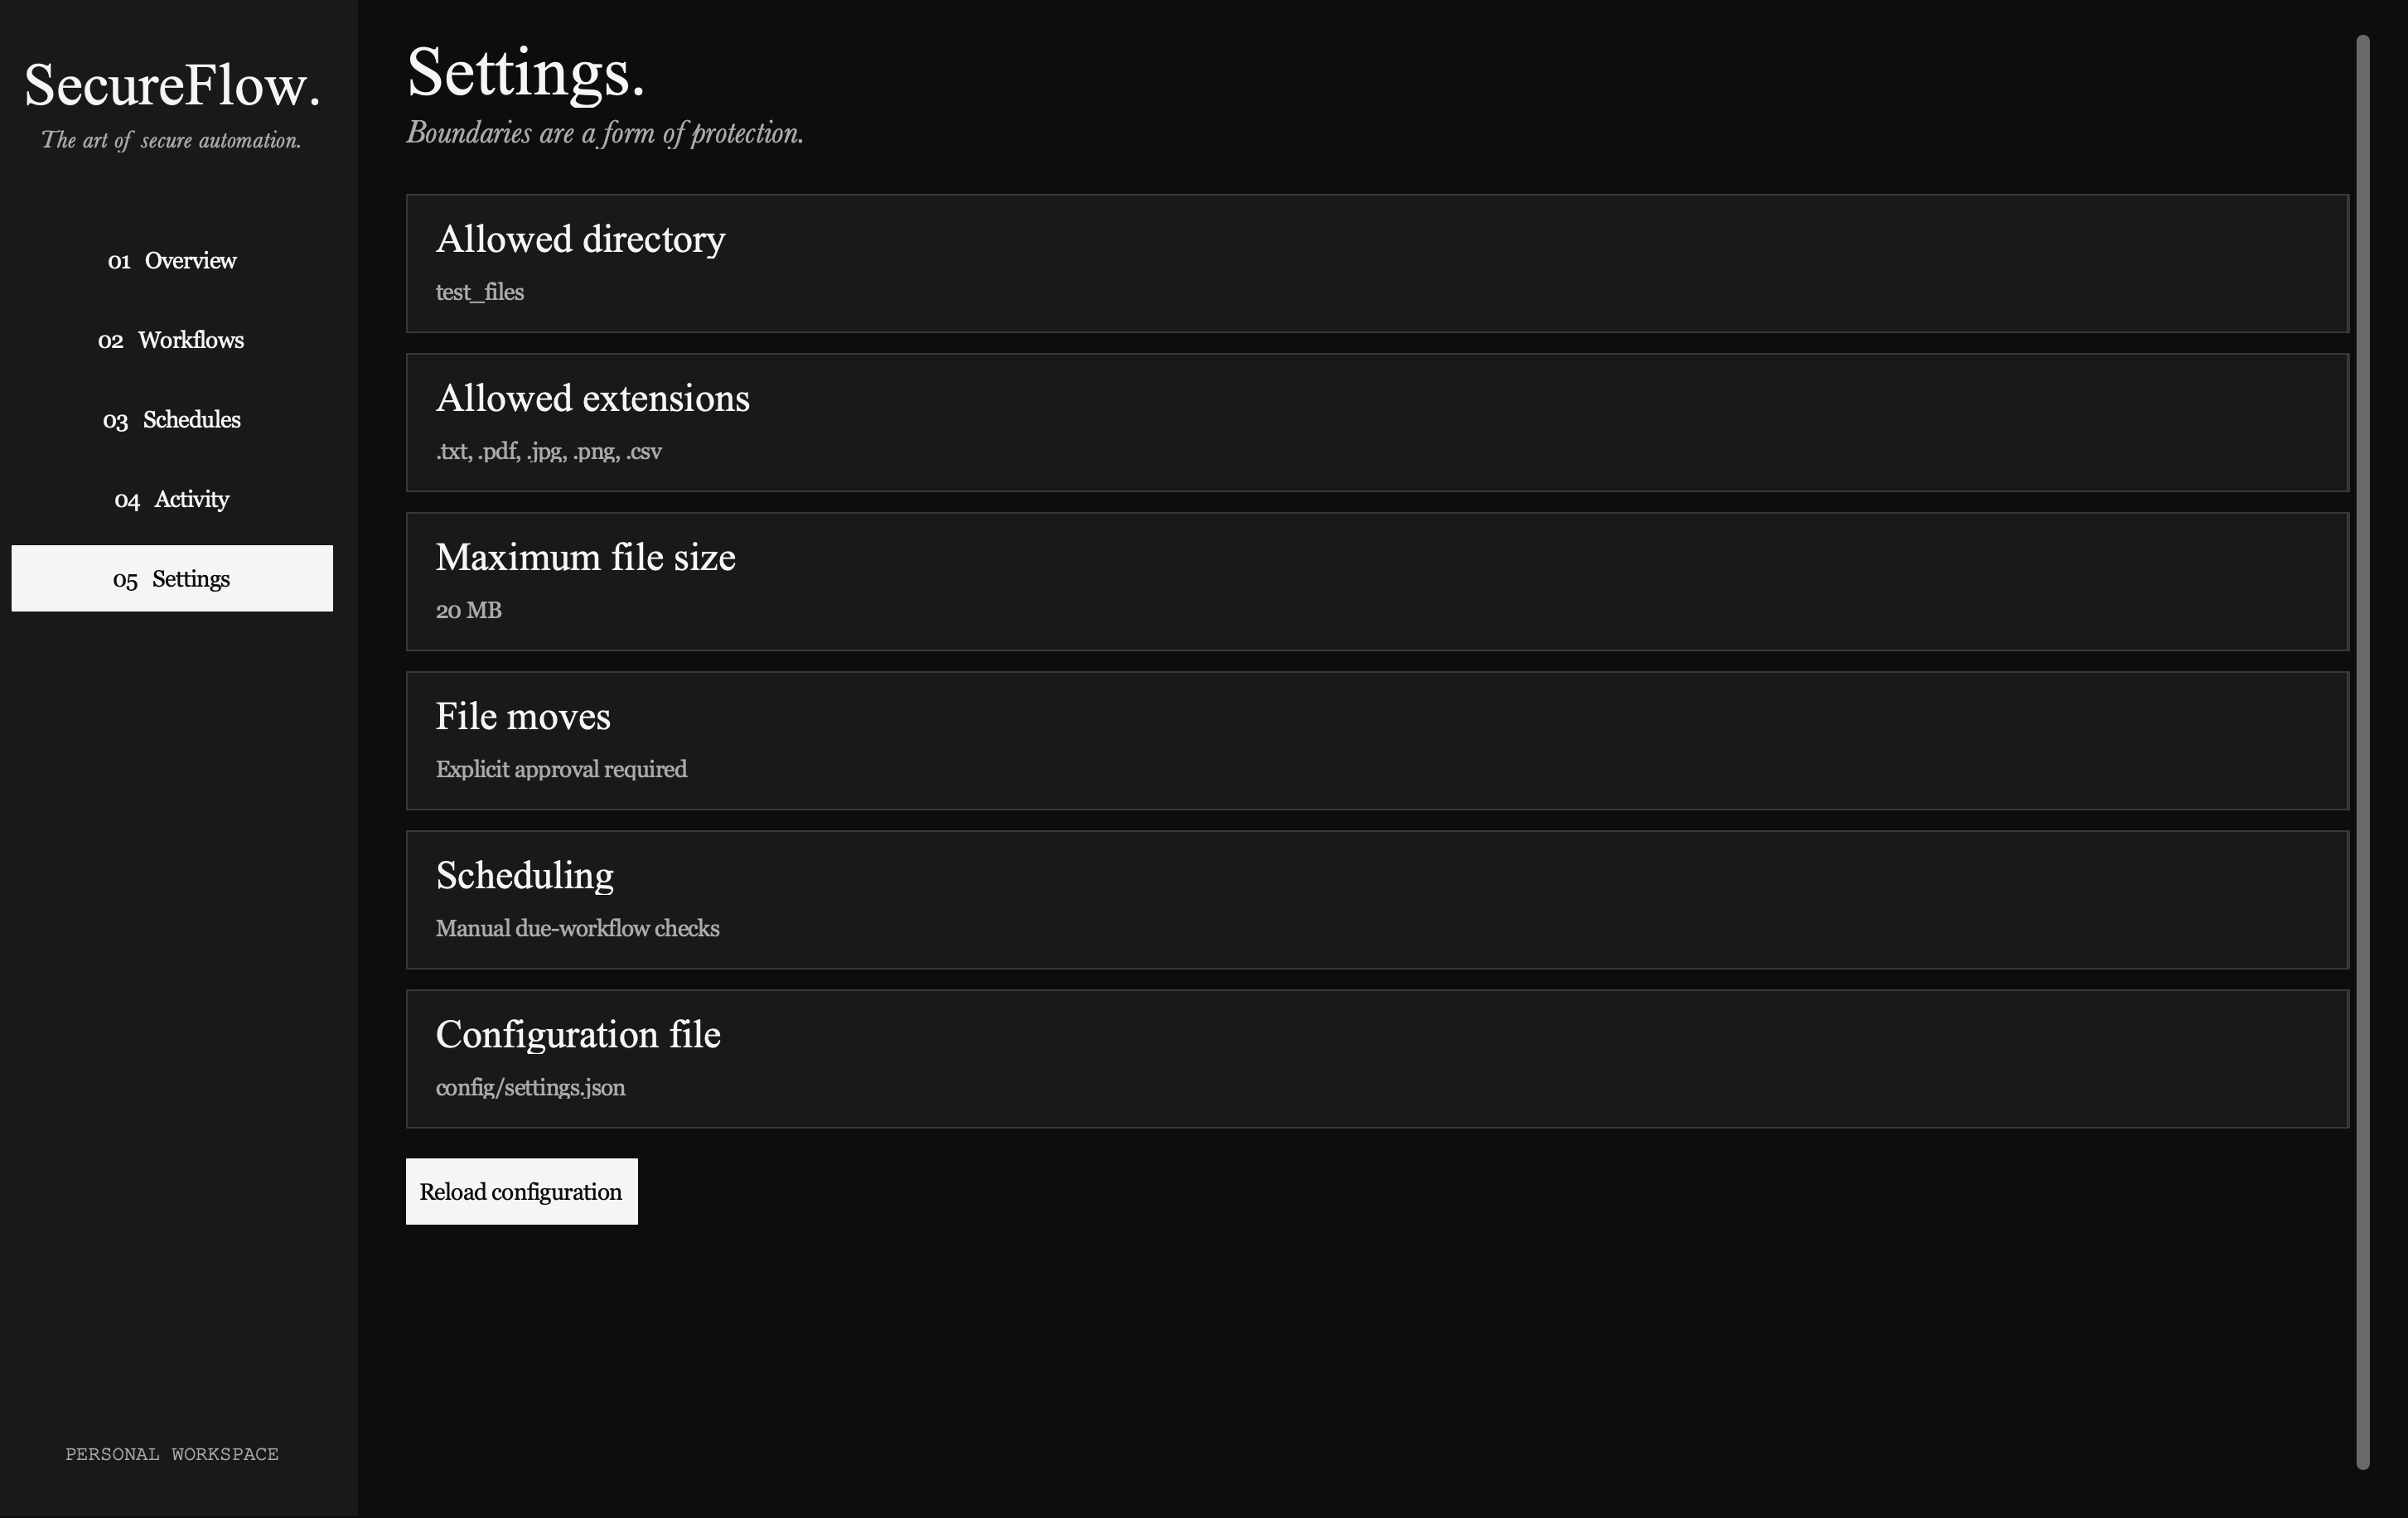 SecureFlow.
The art of secure automation.
01 Overview
02 Workflows
03 Schedules
04 Activity
05 Settings
PERSONAL WORKSPACE
Settings.
Boundaries are a form of protection.
Allowed directory
test_files
Allowed extensions
.txt, .pdf, .jpg, .png, .csv
Maximum file size
20 MB
File moves
Explicit approval required
Scheduling
Manual due-workflow checks
Configuration file
config/settings.json
Reload configuration